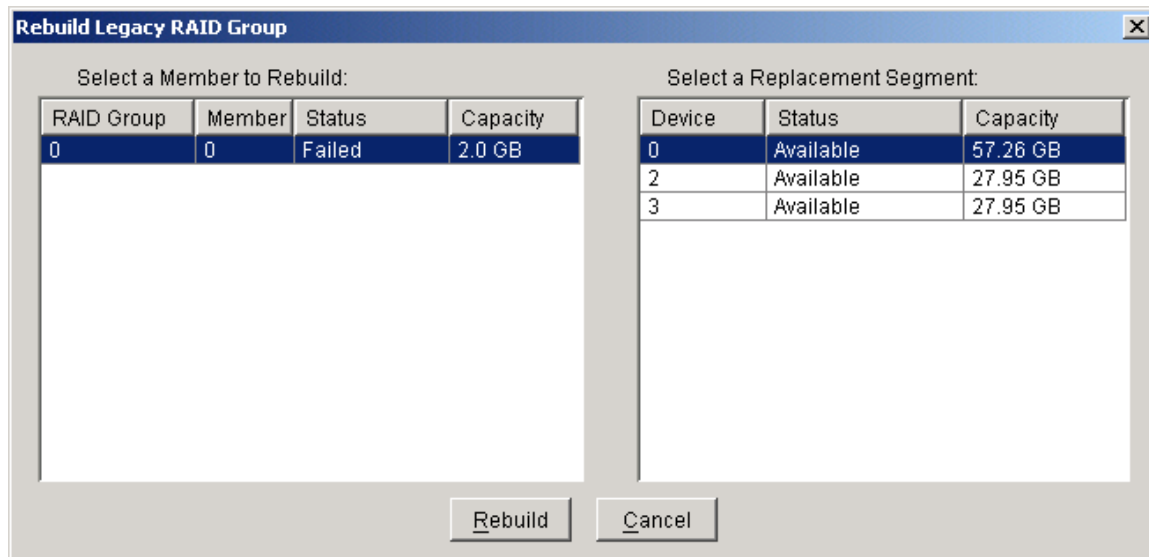 Rebuild Legacy RAID Group
Select a Member to Rebuild:
RAID Group Member Status Capacity
0 0 Failed 2.0 GB
Select a Replacement Segment:
Device Status Capacity
0 Available 57.26 GB
2 Available 27.95 GB
3 Available 27.95 GB
Rebuild Cancel